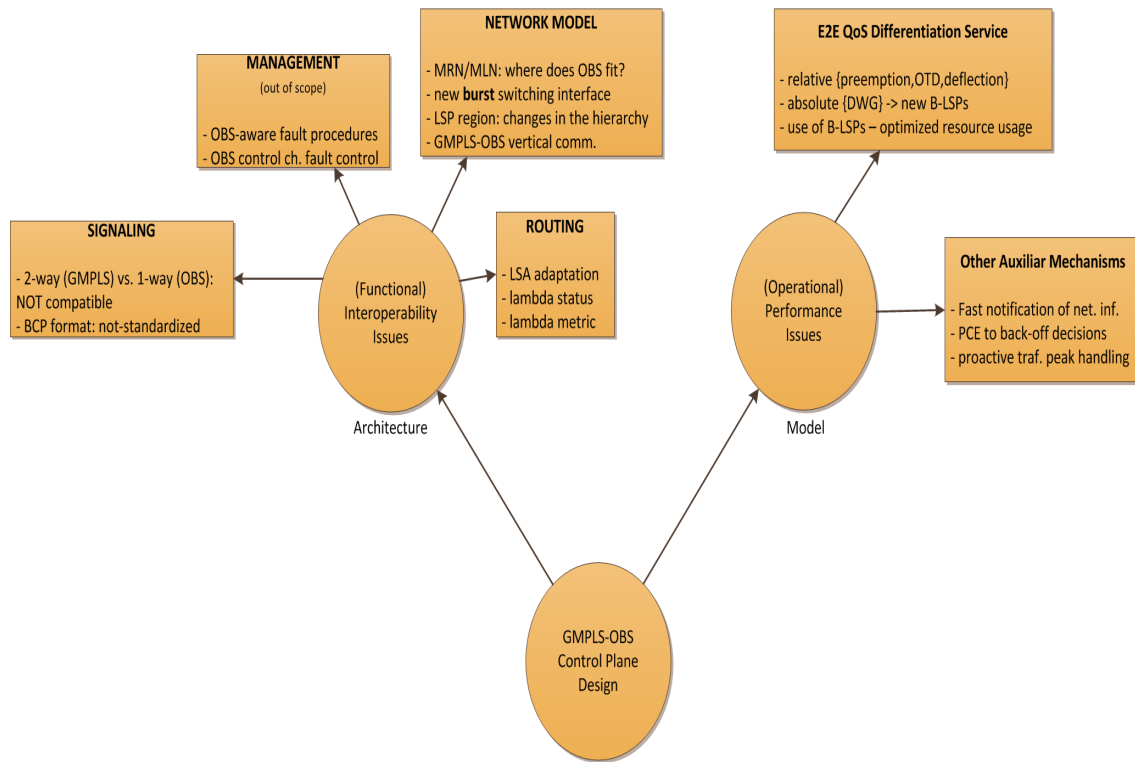 NETWORK MODEL
- MRN/MLN: where does OBS fit?
- new burst switching interface
- LSP region: changes in the hierarchy
- GMPLS-OBS vertical comm.
E2E QoS Differentiation Service
- relative {preemption,OTD,deflection}
- absolute {DWG} -> new B-LSPs
- use of B-LSPs – optimized resource usage
MANAGEMENT
(out of scope)
- OBS-aware fault procedures
- OBS control ch. fault control
SIGNALING
- 2-way (GMPLS) vs. 1-way (OBS):
NOT compatible
- BCP format: not-standardized
(Functional)
Interoperability
Issues
Architecture
ROUTING
- LSA adaptation
- lambda status
- lambda metric
(Operational)
Performance
Issues
Model
Other Auxiliar Mechanisms
- Fast notification of net. inf.
- PCE to back-off decisions
- proactive traf. peak handling
GMPLS-OBS
Control Plane
Design